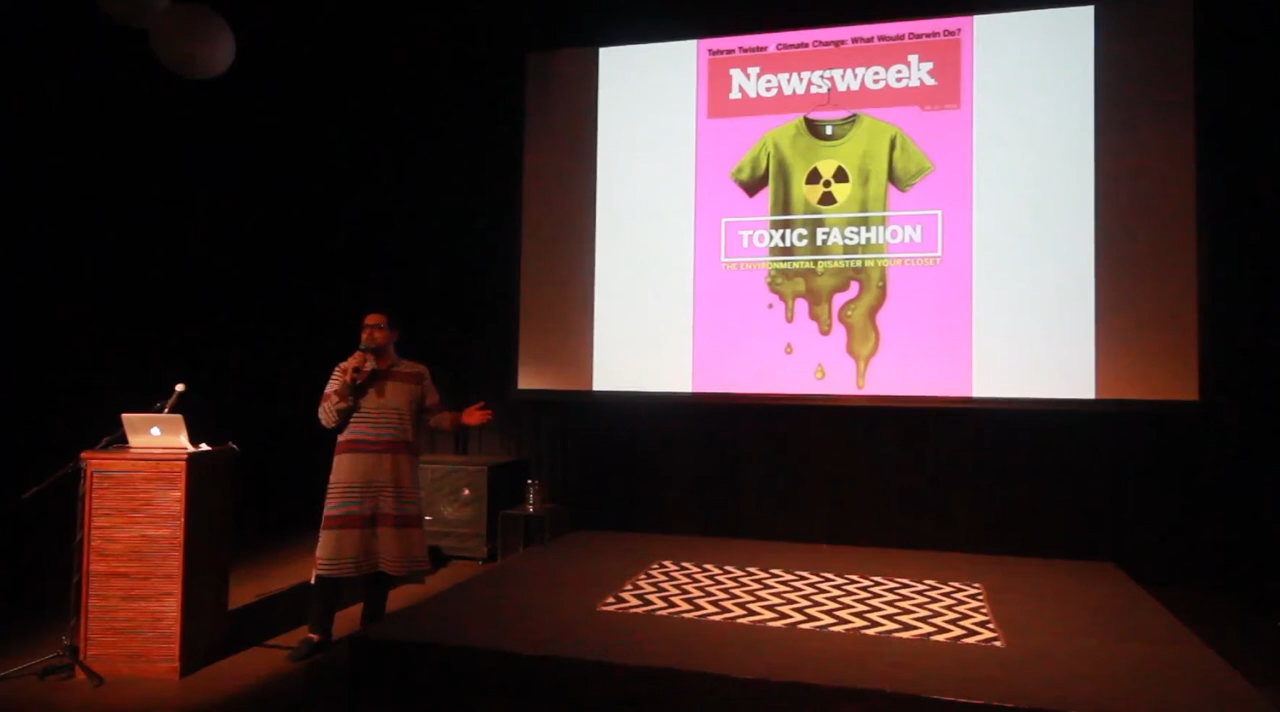 Tehran Twister / Climate Change: What Would Darwin Do?
Newsweek
TOXIC FASHION
THE ENVIRONMENTAL DISASTER IN YOUR CLOSET